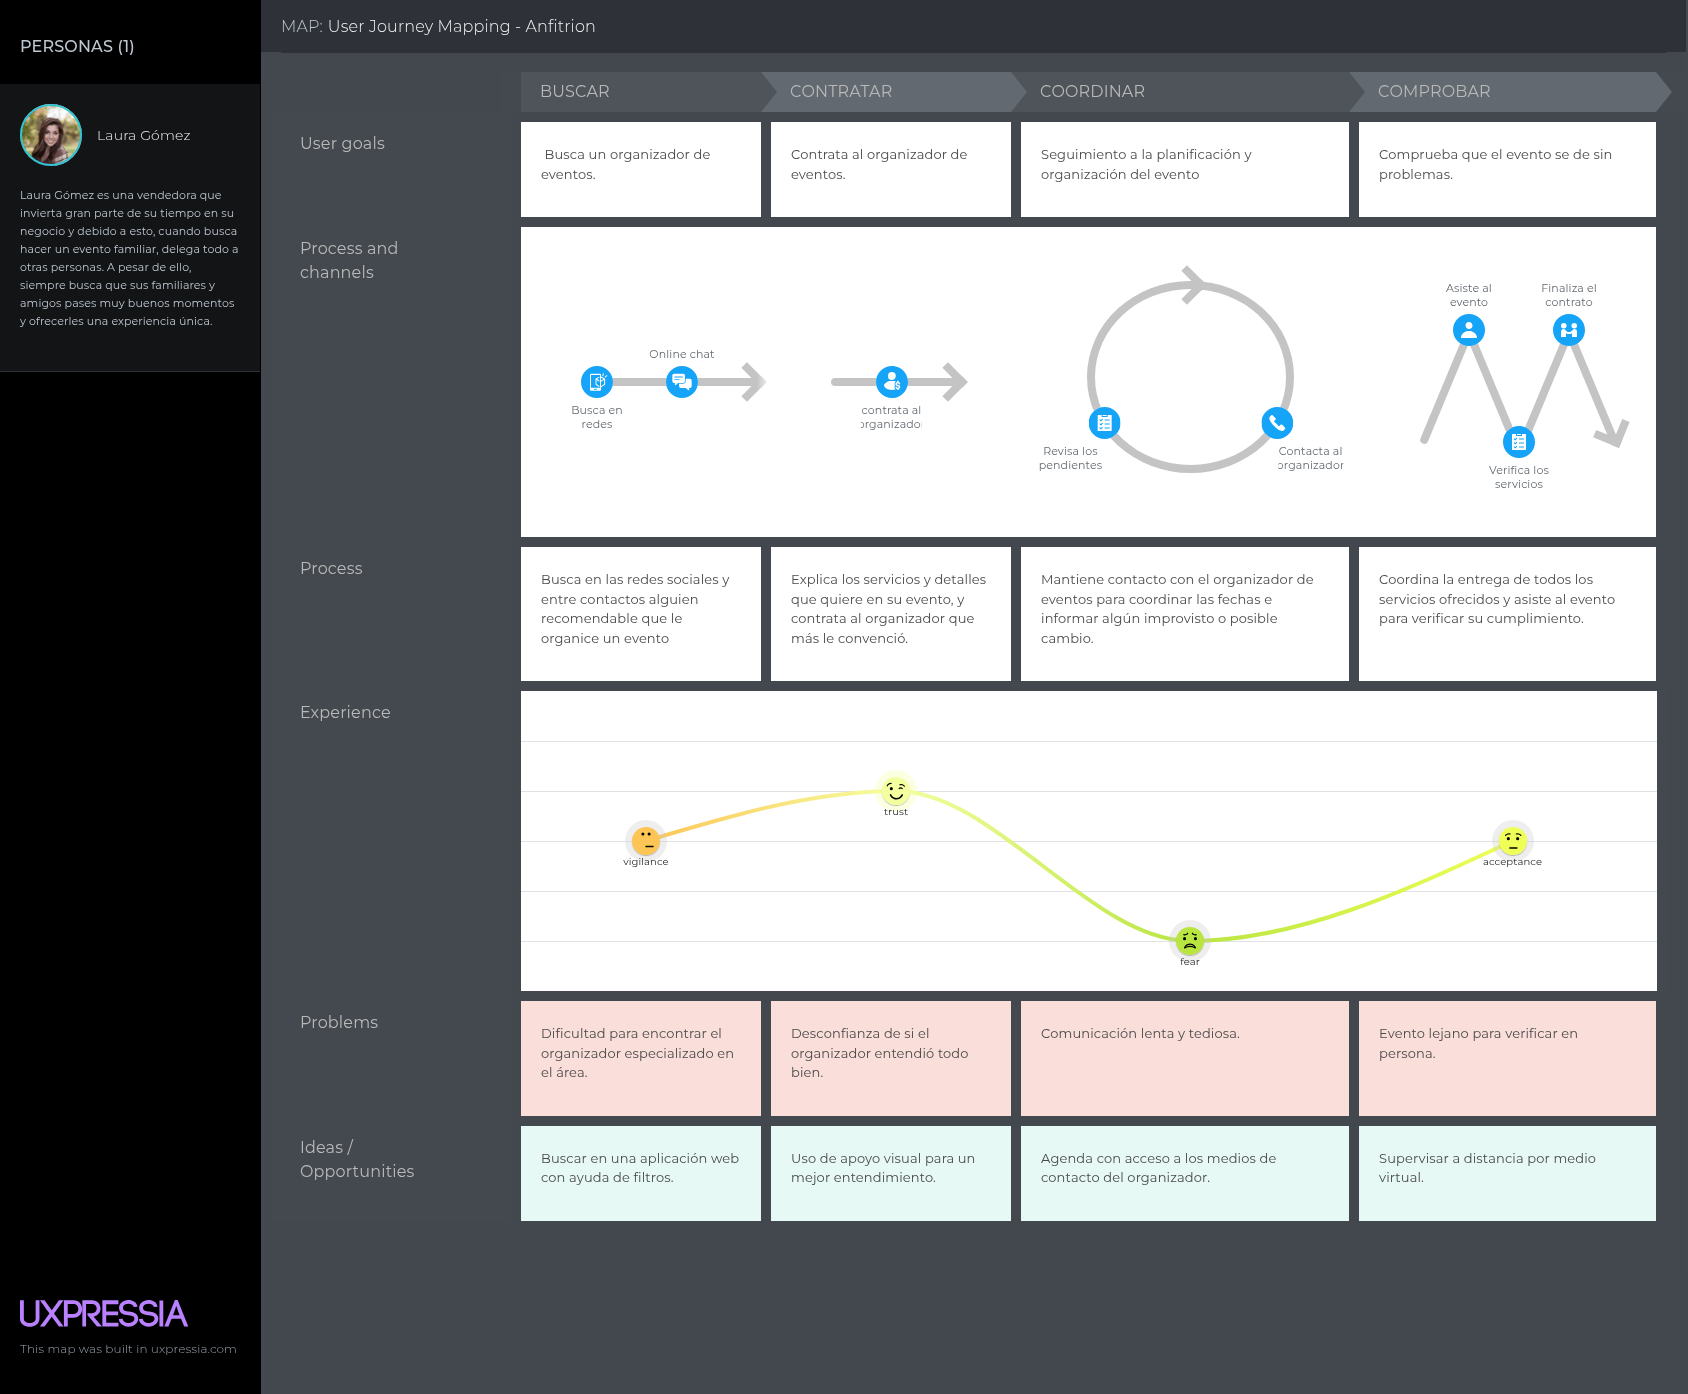 PERSONAS (1)
Laura Gómez
Laura Gómez es una vendedora que
invierta gran parte de su tiempo en su
negocio y debido a esto, cuando busca
hacer un evento familiar, delega todo a
otras personas. A pesar de ello,
siempre busca que sus familiares y
amigos pases muy buenos momentos
y ofrecerles una experiencia única.
MAP: User Journey Mapping - Anfitrion
BUSCAR
CONTRATAR
COORDINAR
COMPROBAR
User goals
Busca un organizador de
eventos.
Contrata al organizador de
eventos.
Seguimiento a la planificación y
organización del evento
Comprueba que el evento se de sin
problemas.
Process and
channels
Busca en
redes
Online chat
contrata al
organizador
Revisa los
pendientes
Contacta al
organizador
Asiste al
evento
Verifica los
servicios
Finaliza el
contrato
Process
Busca en las redes sociales y
entre contactos alguien
recomendable que le
organice un evento
Explica los servicios y detalles
que quiere en su evento, y
contrata al organizador que
más le convenció.
Mantiene contacto con el organizador de
eventos para coordinar las fechas e
informar algún improvisto o posible
cambio.
Coordina la entrega de todos los
servicios ofrecidos y asiste al evento
para verificar su cumplimiento.
Experience
vigilance
trust
fear
acceptance
Problems
Dificultad para encontrar el
organizador especializado en
el área.
Desconfianza de si el
organizador entendió todo
bien.
Comunicación lenta y tediosa.
Evento lejano para verificar en
persona.
Ideas /
Opportunities
Buscar en una aplicación web
con ayuda de filtros.
Uso de apoyo visual para un
mejor entendimiento.
Agenda con acceso a los medios de
contacto del organizador.
Supervisar a distancia por medio
virtual.
UXPRESSIA
This map was built in uxpressia.com